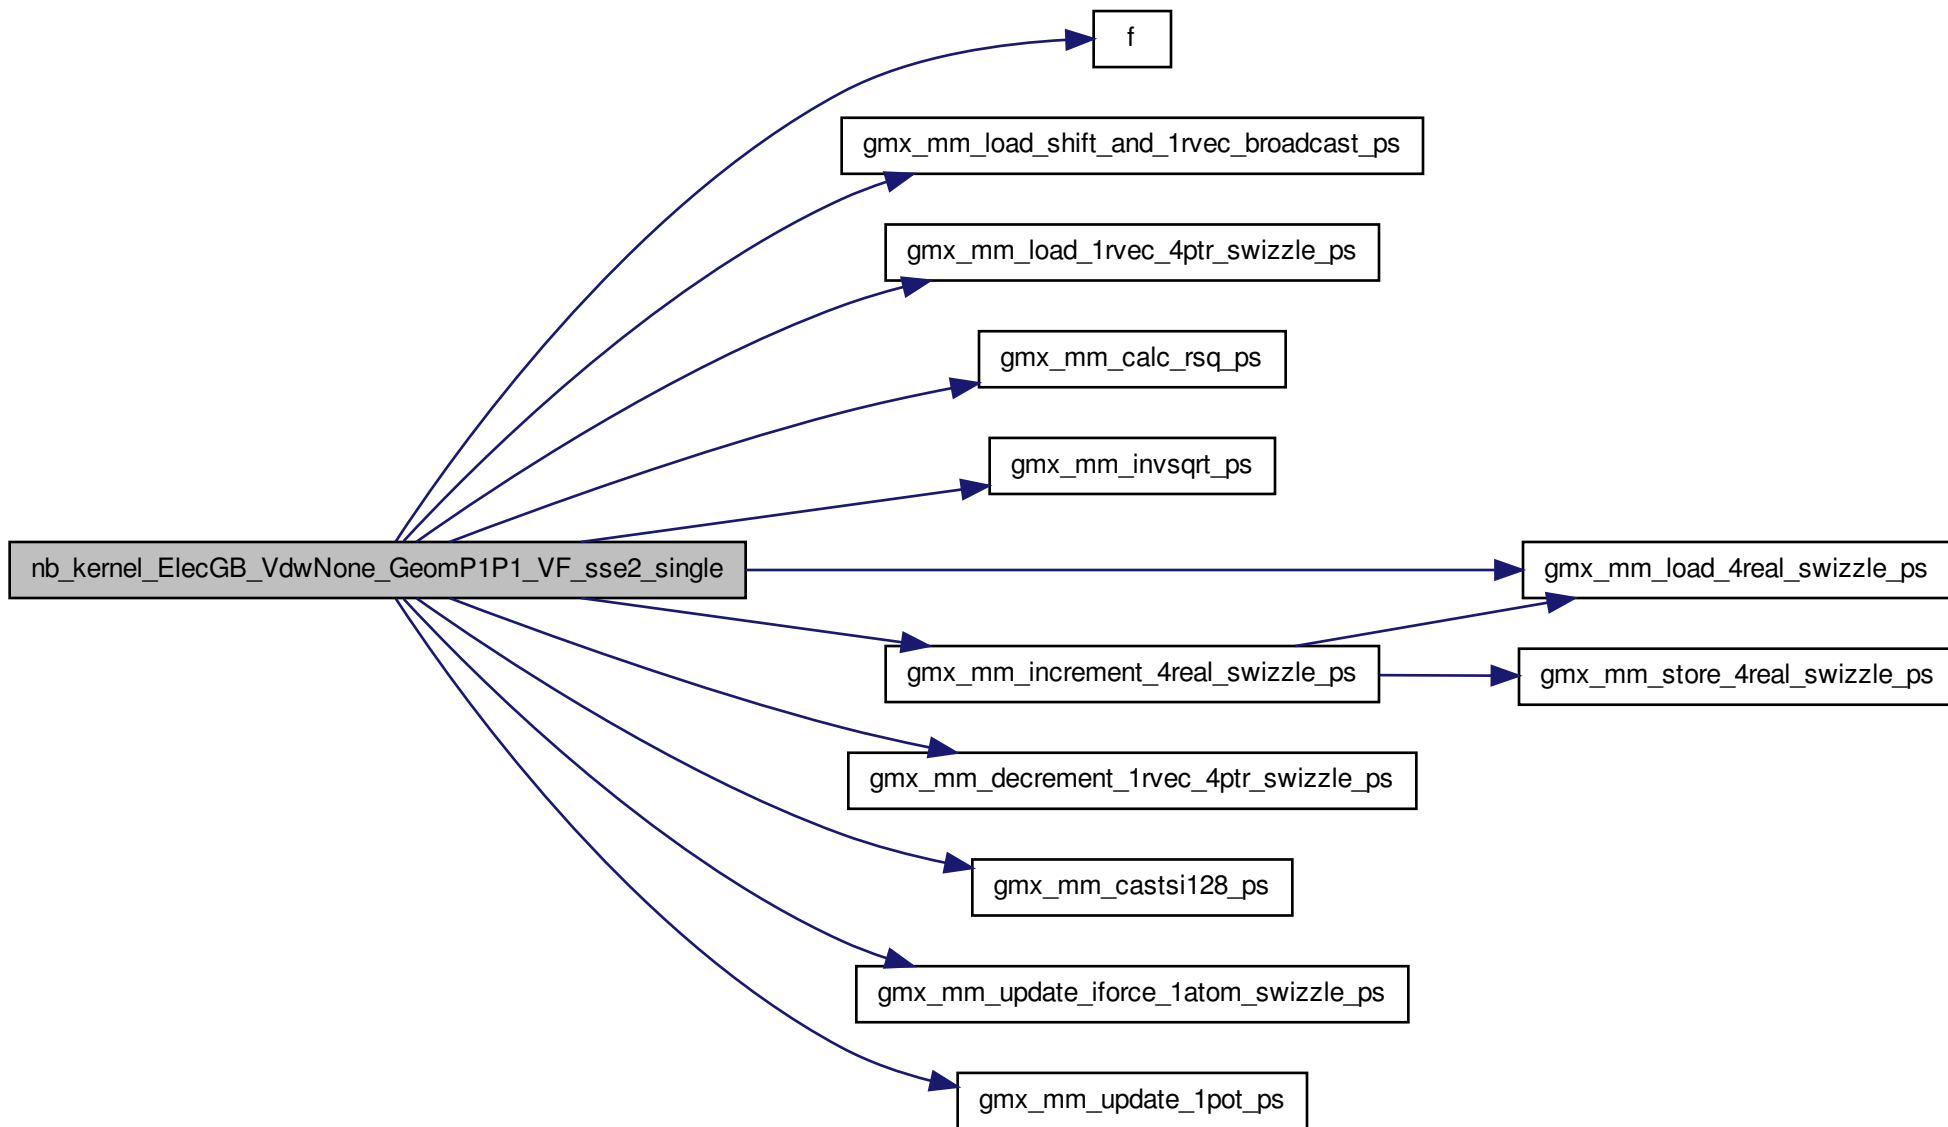 f
gmx_mm_load_shift_and_1rvec_broadcast_ps
gmx_mm_load_1rvec_4ptr_swizzle_ps
gmx_mm_calc_rsq_ps
gmx_mm_invsqrt_ps
nb_kernel_ElecGB_VdwNone_GeomP1P1_VF_sse2_single
gmx_mm_load_4real_swizzle_ps
gmx_mm_increment_4real_swizzle_ps
gmx_mm_store_4real_swizzle_ps
gmx_mm_decrement_1rvec_4ptr_swizzle_ps
gmx_mm_castsi128_ps
gmx_mm_update_iforce_1atom_swizzle_ps
gmx_mm_update_1pot_ps